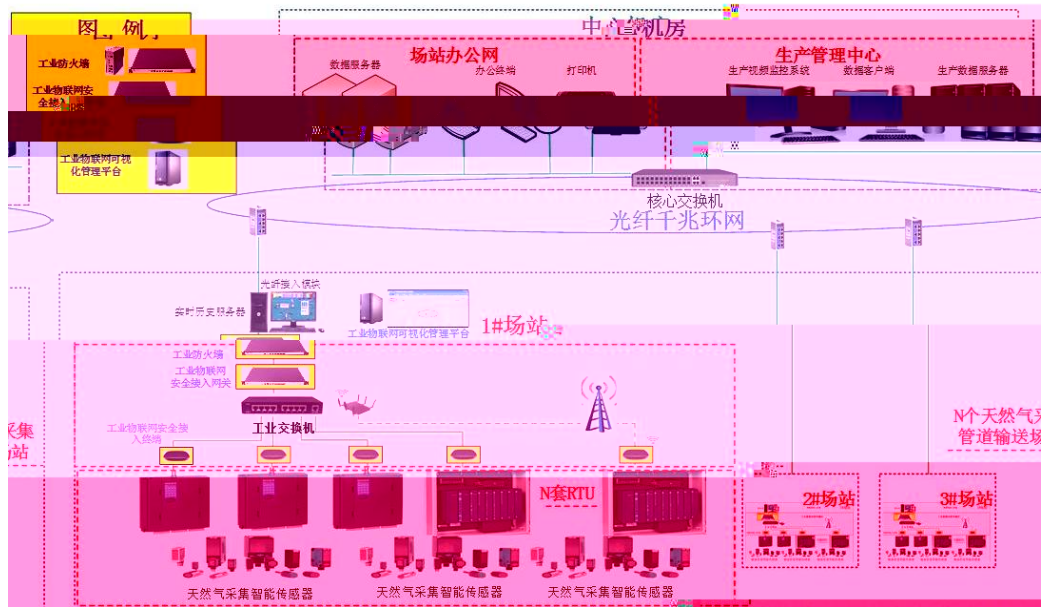 图 例
中心 机房
工业防火墙
工业物联网安
全接入
工业物联网可视
化管理平台
场站办公网
数据服务器
办公终端
打印机
生产管理中心
生产视频监控系统
数据客户端
生产数据服务器
核心交换机
光纤千兆环网
光纤接入模块
实时历史服务器
工业物联网可视化管理平台
1#场站
工业防火墙
工业物联网
安全接入网关
工业交换机
工业物联网安全接
入终端
采集
场站
N个天然气采
管道输送场
N套RTU
2#场站
3#场站
天然气采集智能传感器
天然气采集智能传感器
天然气采集智能传感器